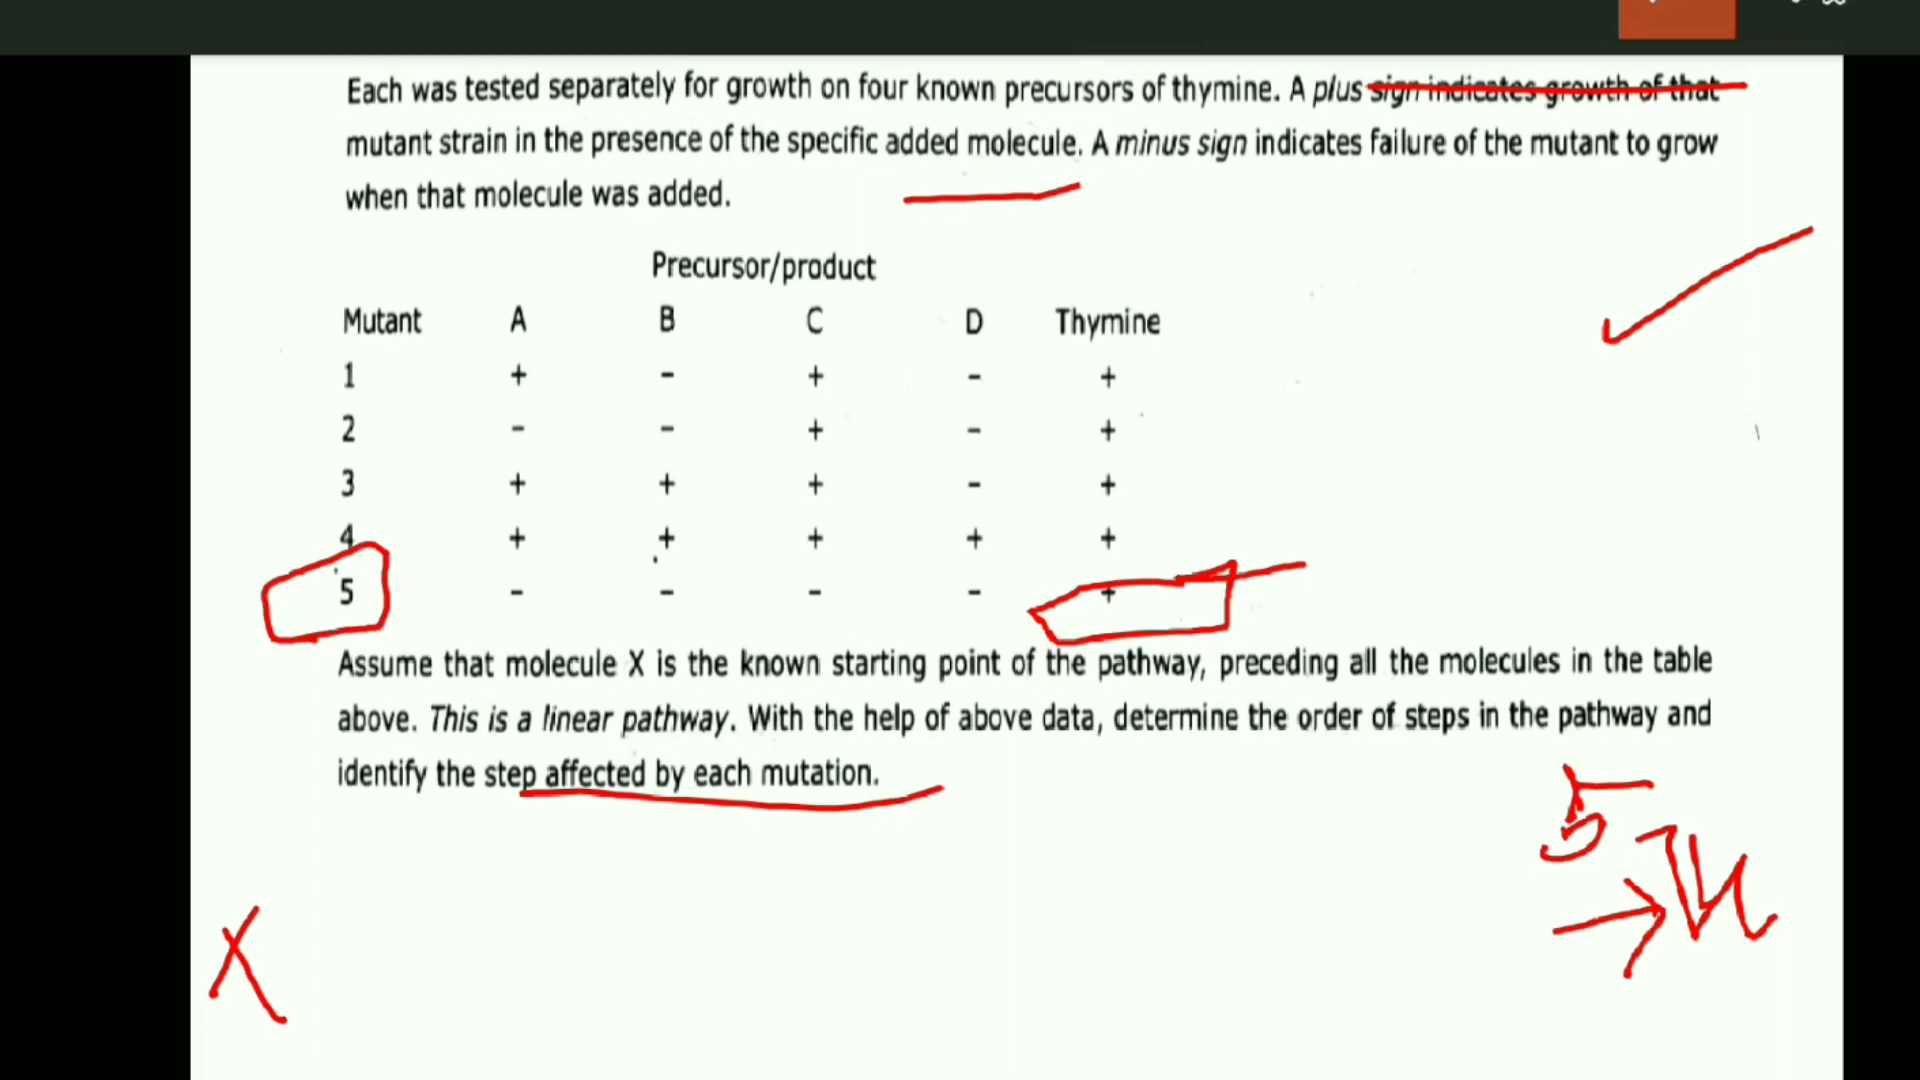 Each was tested separately for growth on four known precursors of thymine. A plus sign indicates growth of that
mutant strain in the presence of the specific added molecule. A minus sign indicates failure of the mutant to grow
when that molecule was added.
Precursor/product
Mutant A B C D Thymine
1 + - + - +
2 - - + - +
3 + + + - +
4 + + + + +
5 - - - - +
Assume that molecule X is the known starting point of the pathway, preceding all the molecules in the table
above. This is a linear pathway. With the help of above data, determine the order of steps in the pathway and
identify the step affected by each mutation.
5
X → Th